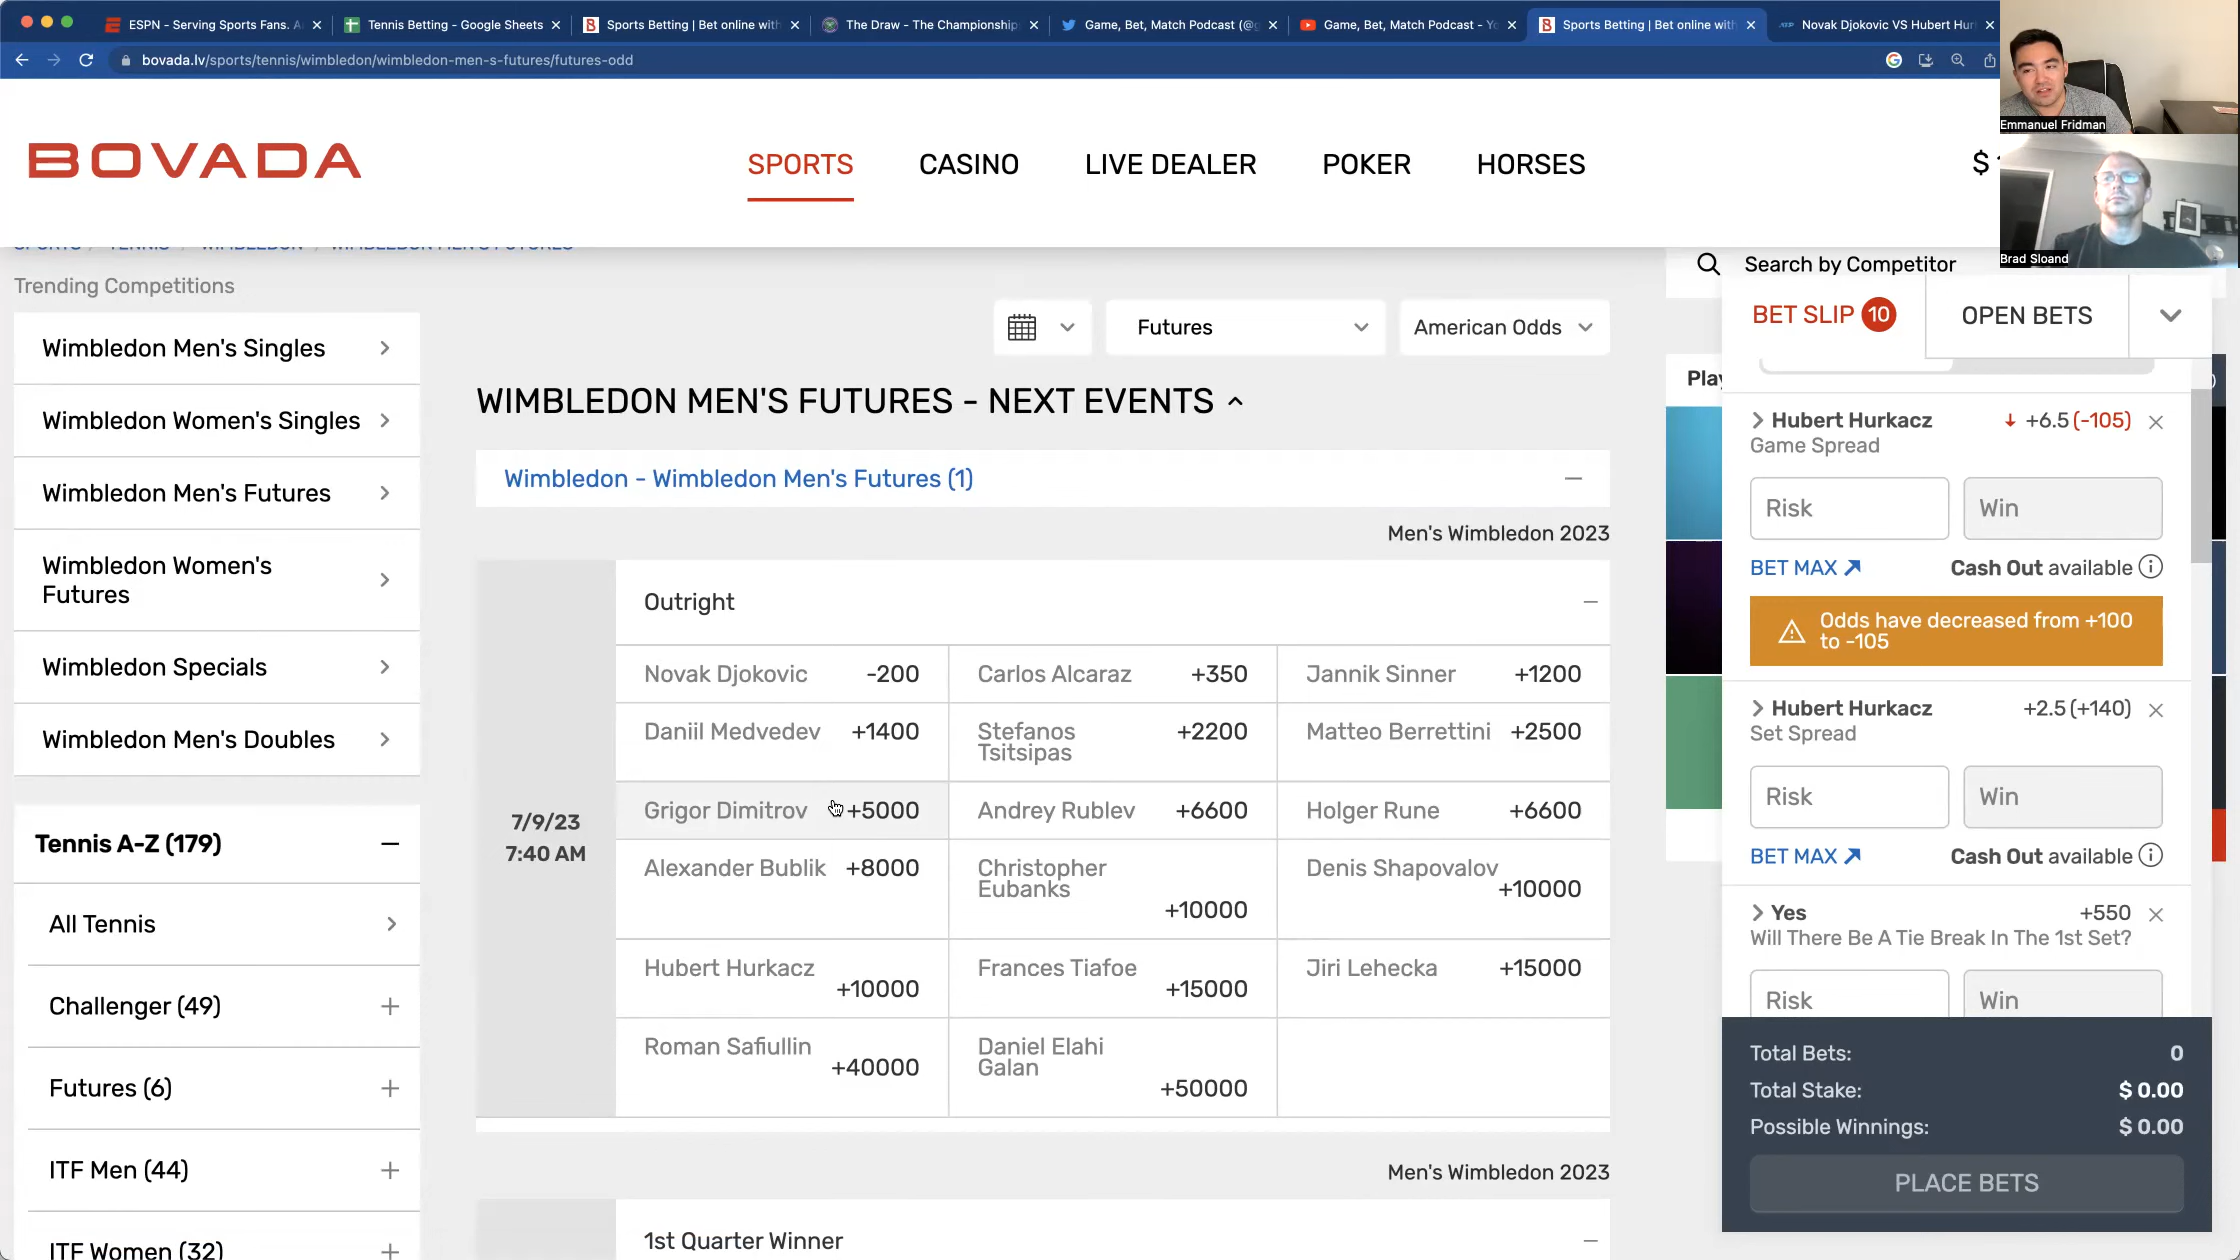 ESPN - Serving Sports Fans. A
Tennis Betting - Google Sheets
Sports Betting | Bet online with
The Draw - The Championship
Game, Bet, Match Podcast (@g
Game, Bet, Match Podcast - Yo
Sports Betting | Bet online with
Novak Djokovic VS Hubert Hur
bovada.lv/sports/tennis/wimbledon/wimbledon-men-s-futures/futures-odd
Emmanuel Fridman
Brad Sloand
BOVADA
SPORTS
CASINO
LIVE DEALER
POKER
HORSES
$
SPORTS / TENNIS / WIMBLEDON / WIMBLEDON MEN'S FUTURES
Trending Competitions
Wimbledon Men's Singles
Wimbledon Women's Singles
Wimbledon Men's Futures
Wimbledon Women's
Futures
Wimbledon Specials
Wimbledon Men's Doubles
Tennis A-Z (179)
All Tennis
Challenger (49)
Futures (6)
ITF Men (44)
ITF Women (32)
Futures
American Odds
WIMBLEDON MEN'S FUTURES - NEXT EVENTS
Wimbledon - Wimbledon Men's Futures (1)
Men's Wimbledon 2023
7/9/23
7:40 AM
Outright
Novak Djokovic -200
Carlos Alcaraz +350
Jannik Sinner +1200
Daniil Medvedev +1400
Stefanos
Tsitsipas
+2200
Matteo Berrettini +2500
Grigor Dimitrov +5000
Andrey Rublev +6600
Holger Rune +6600
Alexander Bublik +8000
Christopher
Eubanks
+10000
Denis Shapovalov
+10000
Hubert Hurkacz
+10000
Frances Tiafoe
+15000
Jiri Lehecka +15000
Roman Safiullin
+40000
Daniel Elahi
Galan
+50000
Men's Wimbledon 2023
1st Quarter Winner
Search by Competitor
Play
BET SLIP 10
OPEN BETS
Hubert Hurkacz +6.5 (-105)
Game Spread
Risk
Win
BET MAX
Cash Out available
Odds have decreased from +100
to -105
Hubert Hurkacz +2.5 (+140)
Set Spread
Risk
Win
BET MAX
Cash Out available
Yes +550
Will There Be A Tie Break In The 1st Set?
Risk
Win
Total Bets: 0
Total Stake: $ 0.00
Possible Winnings: $ 0.00
PLACE BETS